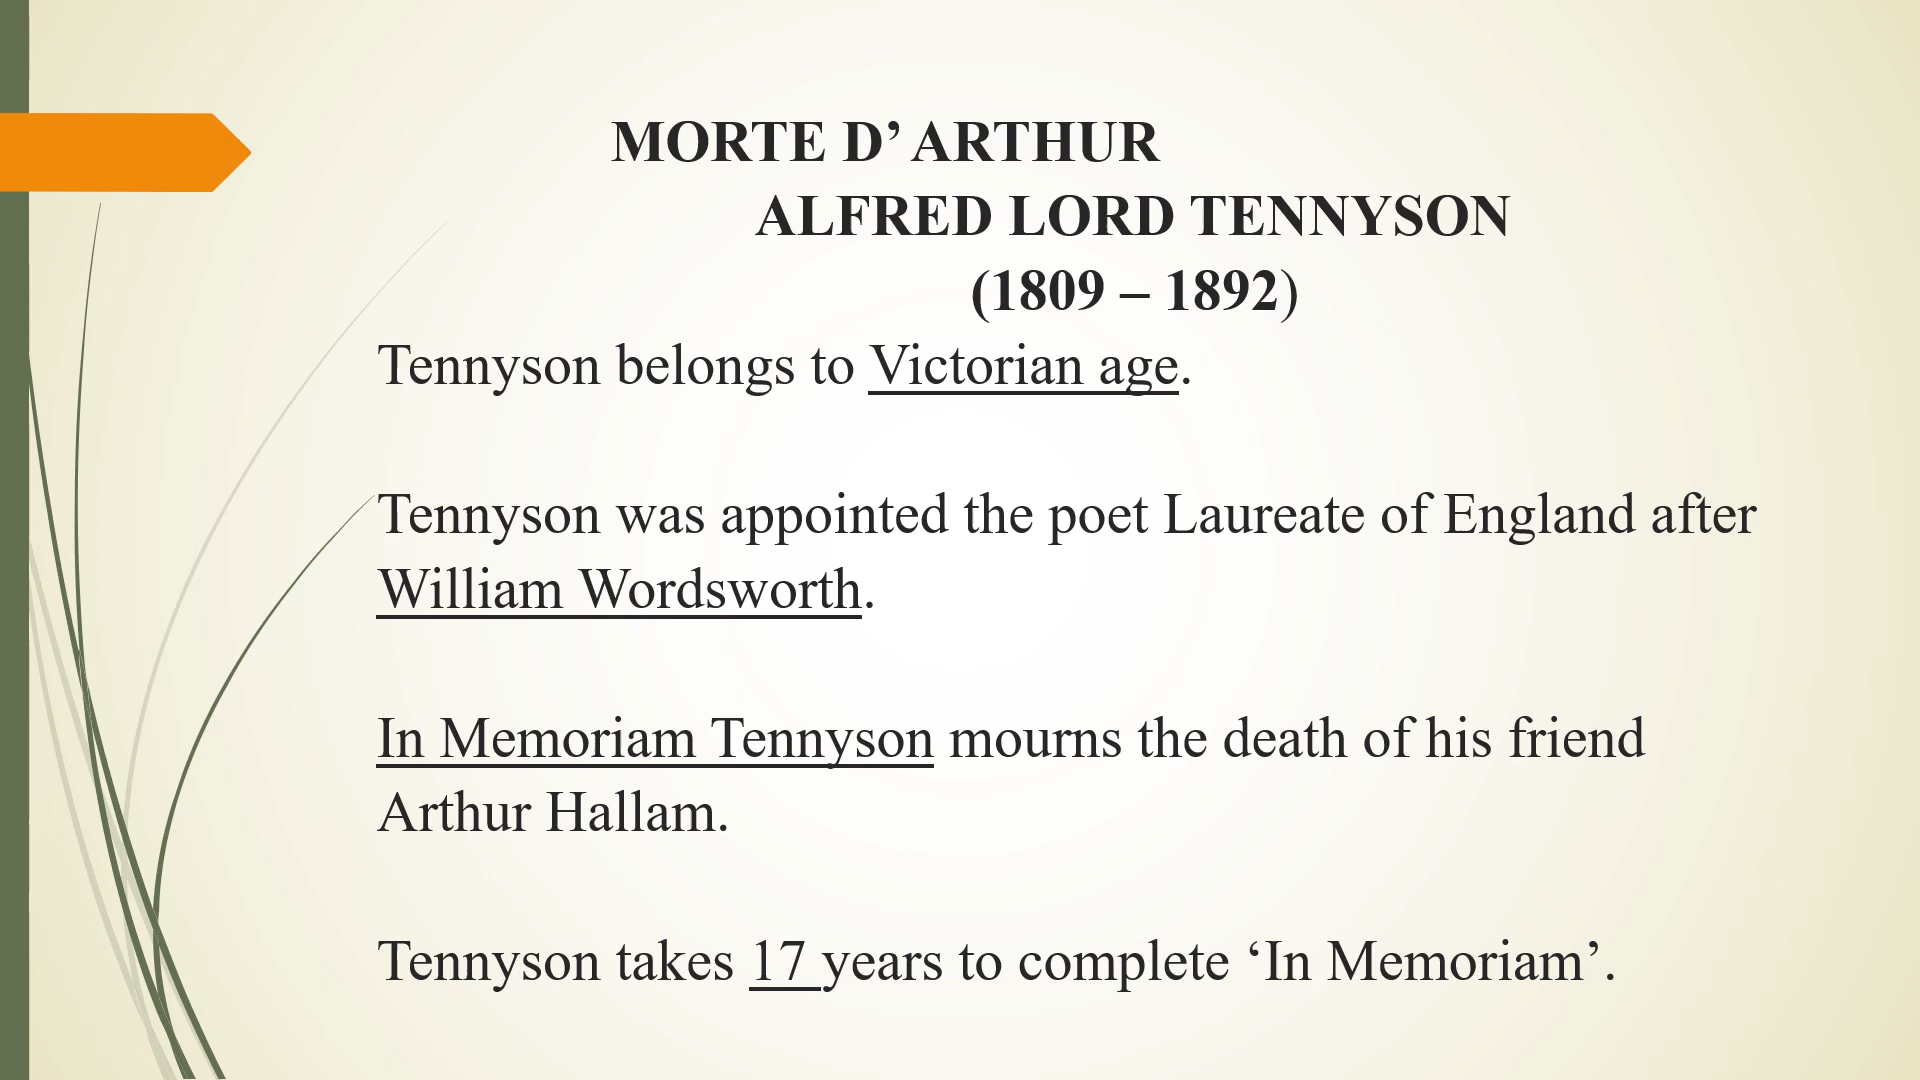 MORTE D’ ARTHUR
ALFRED LORD TENNYSON
(1809 – 1892)
Tennyson belongs to Victorian age.
Tennyson was appointed the poet Laureate of England after
William Wordsworth.
In Memoriam Tennyson mourns the death of his friend
Arthur Hallam.
Tennyson takes 17 years to complete ‘In Memoriam’.